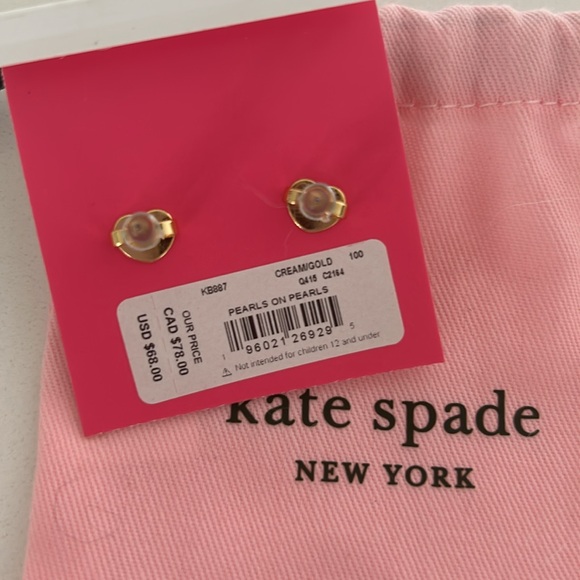 KB887 CREAM/GOLD 100
Q415 C2164
PEARLS ON PEARLS
1 96021 26929 5
⚠ Not intended for children 12 and under
OUR PRICE
CAD $78.00
USD $68.00
kate spade
NEW YORK